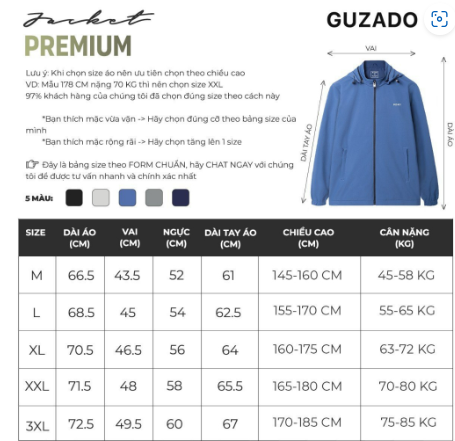 Jacket
GUZADO
PREMIUM
Lưu ý: Khi chọn size áo nên ưu tiên chọn theo chiều cao
VD: Mẫu 178 CM nặng 70 KG thì nên chọn size XXL
97% khách hàng của chúng tôi đã chọn đúng size theo cách này
*Bạn thích mặc vừa vặn -> Hãy chọn đúng cỡ theo bảng size của
mình
*Bạn thích mặc rộng rãi -> Hãy chọn tăng lên 1 size
Đây là bảng size theo FORM CHUẨN, hãy CHAT NGAY với chúng
tôi để được tư vấn nhanh và chính xác nhất
5 MÀU:
VAI
DÀI TAY ÁO
DÀI ÁO
SIZE DÀI ÁO (CM) VAI (CM) NGỰC (CM) DÀI TAY ÁO (CM) CHIỀU CAO (CM) CÂN NẶNG (KG)
M 66.5 43.5 52 61 145-160 CM 45-58 KG
L 68.5 45 54 62.5 155-170 CM 55-65 KG
XL 70.5 46.5 56 64 160-175 CM 63-72 KG
XXL 71.5 48 58 65.5 165-180 CM 70-80 KG
3XL 72.5 49.5 60 67 170-185 CM 75-85 KG